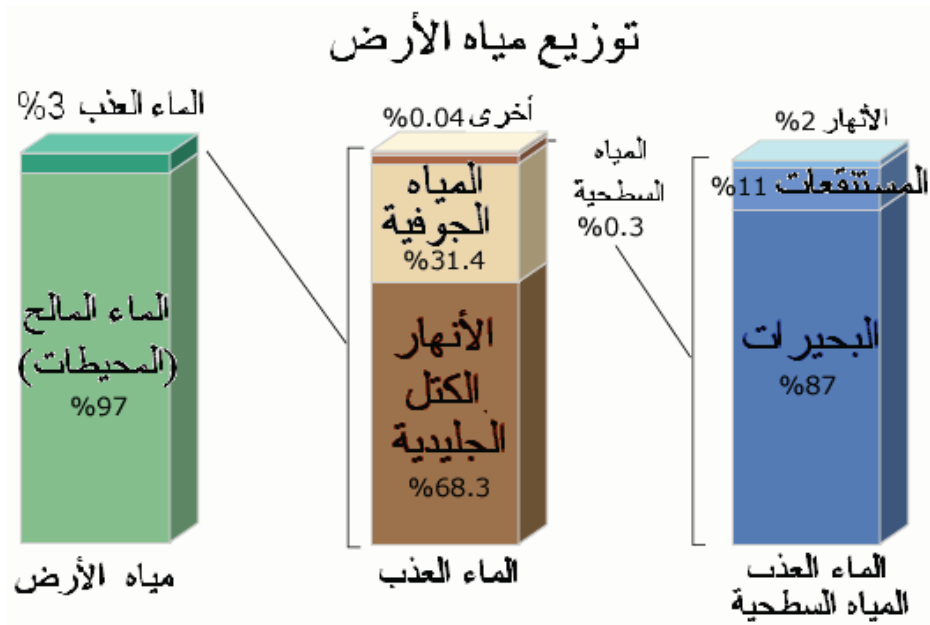 توزيع مياه الأرض
الماء العذب 3%
الماء المالح
(المحيطات)
%97
مياه الأرض
أخرى 0.04%
المياه
السطحية
%0.3
المياه
الجوفية
%31.4
الأنهار
الكتل
الجليدية
%68.3
الماء العذب
الأنهار 2%
المستنقعات 11%
البحيرات
%87
الماء العذب
المياه السطحية